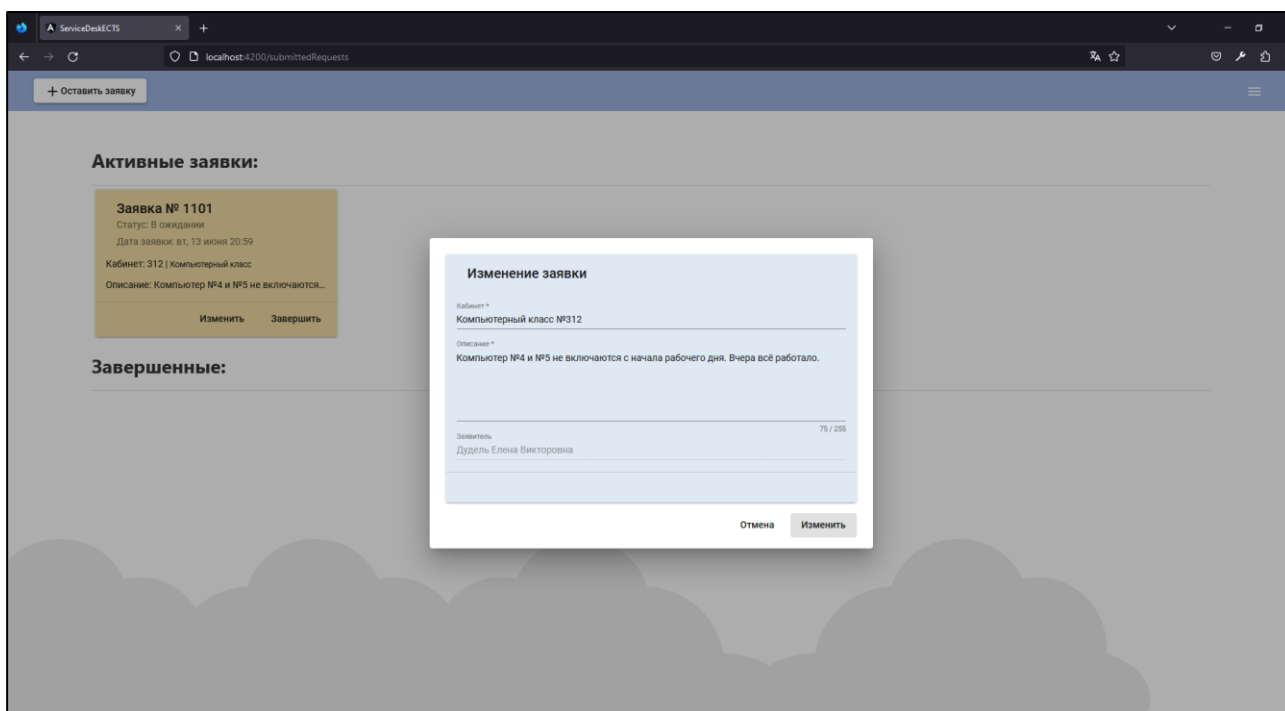 ServiceDeskECTS
localhost:4200/submittedRequests
Оставить заявку
Активные заявки:
Заявка № 1101
Статус: В ожидании
Дата заявки: вт, 13 июня 20:59
Кабинет: 312 | Компьютерный класс
Описание: Компьютер №4 и №5 не включаются...
Изменить Завершить
Завершенные:
Изменение заявки
Кабинет *
Компьютерный класс №312
Описание *
Компьютер №4 и №5 не включаются с начала рабочего дня. Вчера всё работало.
75 / 255
Заявитель
Дудель Елена Викторовна
Отмена Изменить